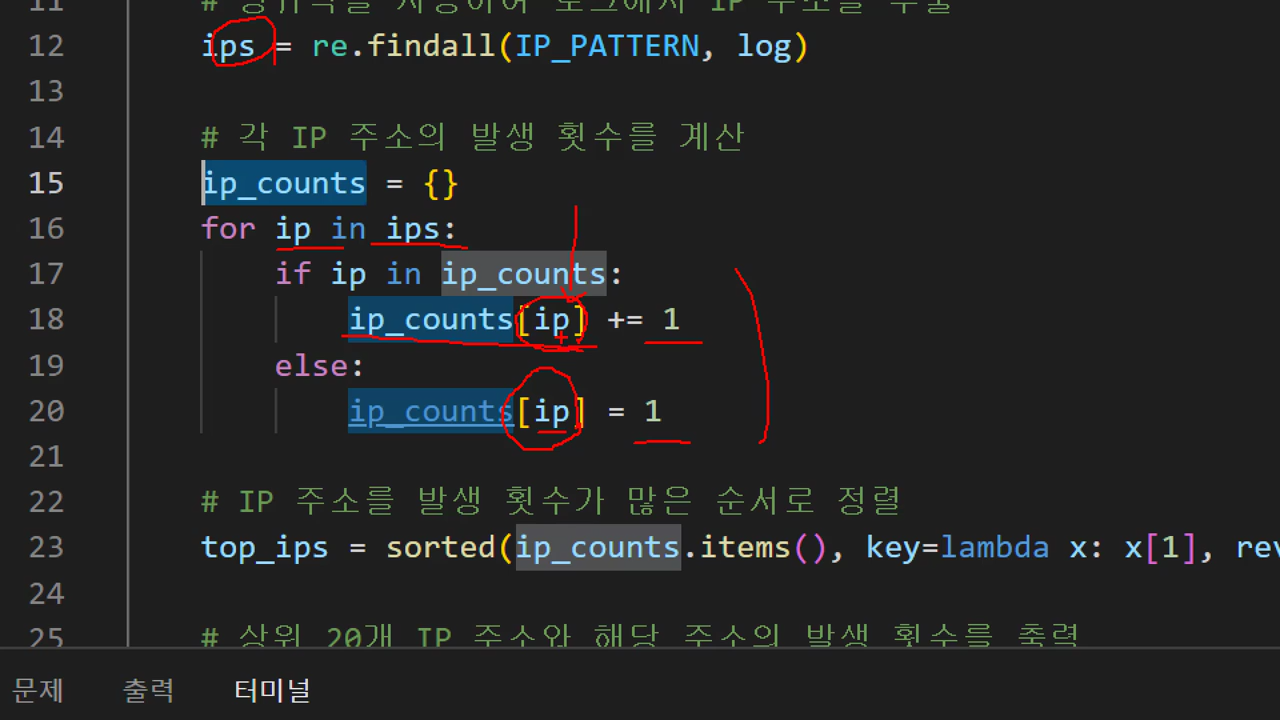 12 ips = re.findall(IP_PATTERN, log)
13
14 # 각 IP 주소의 발생 횟수를 계산
15 ip_counts = {}
16 for ip in ips:
17 if ip in ip_counts:
18 ip_counts[ip] += 1
19 else:
20 ip_counts[ip] = 1
21
22 # IP 주소를 발생 횟수가 많은 순서로 정렬
23 top_ips = sorted(ip_counts.items(), key=lambda x: x[1], rev
24
25 # 상위 20개 IP 주소와 해당 주소의 발생 횟수를 출력
문제 출력 터미널